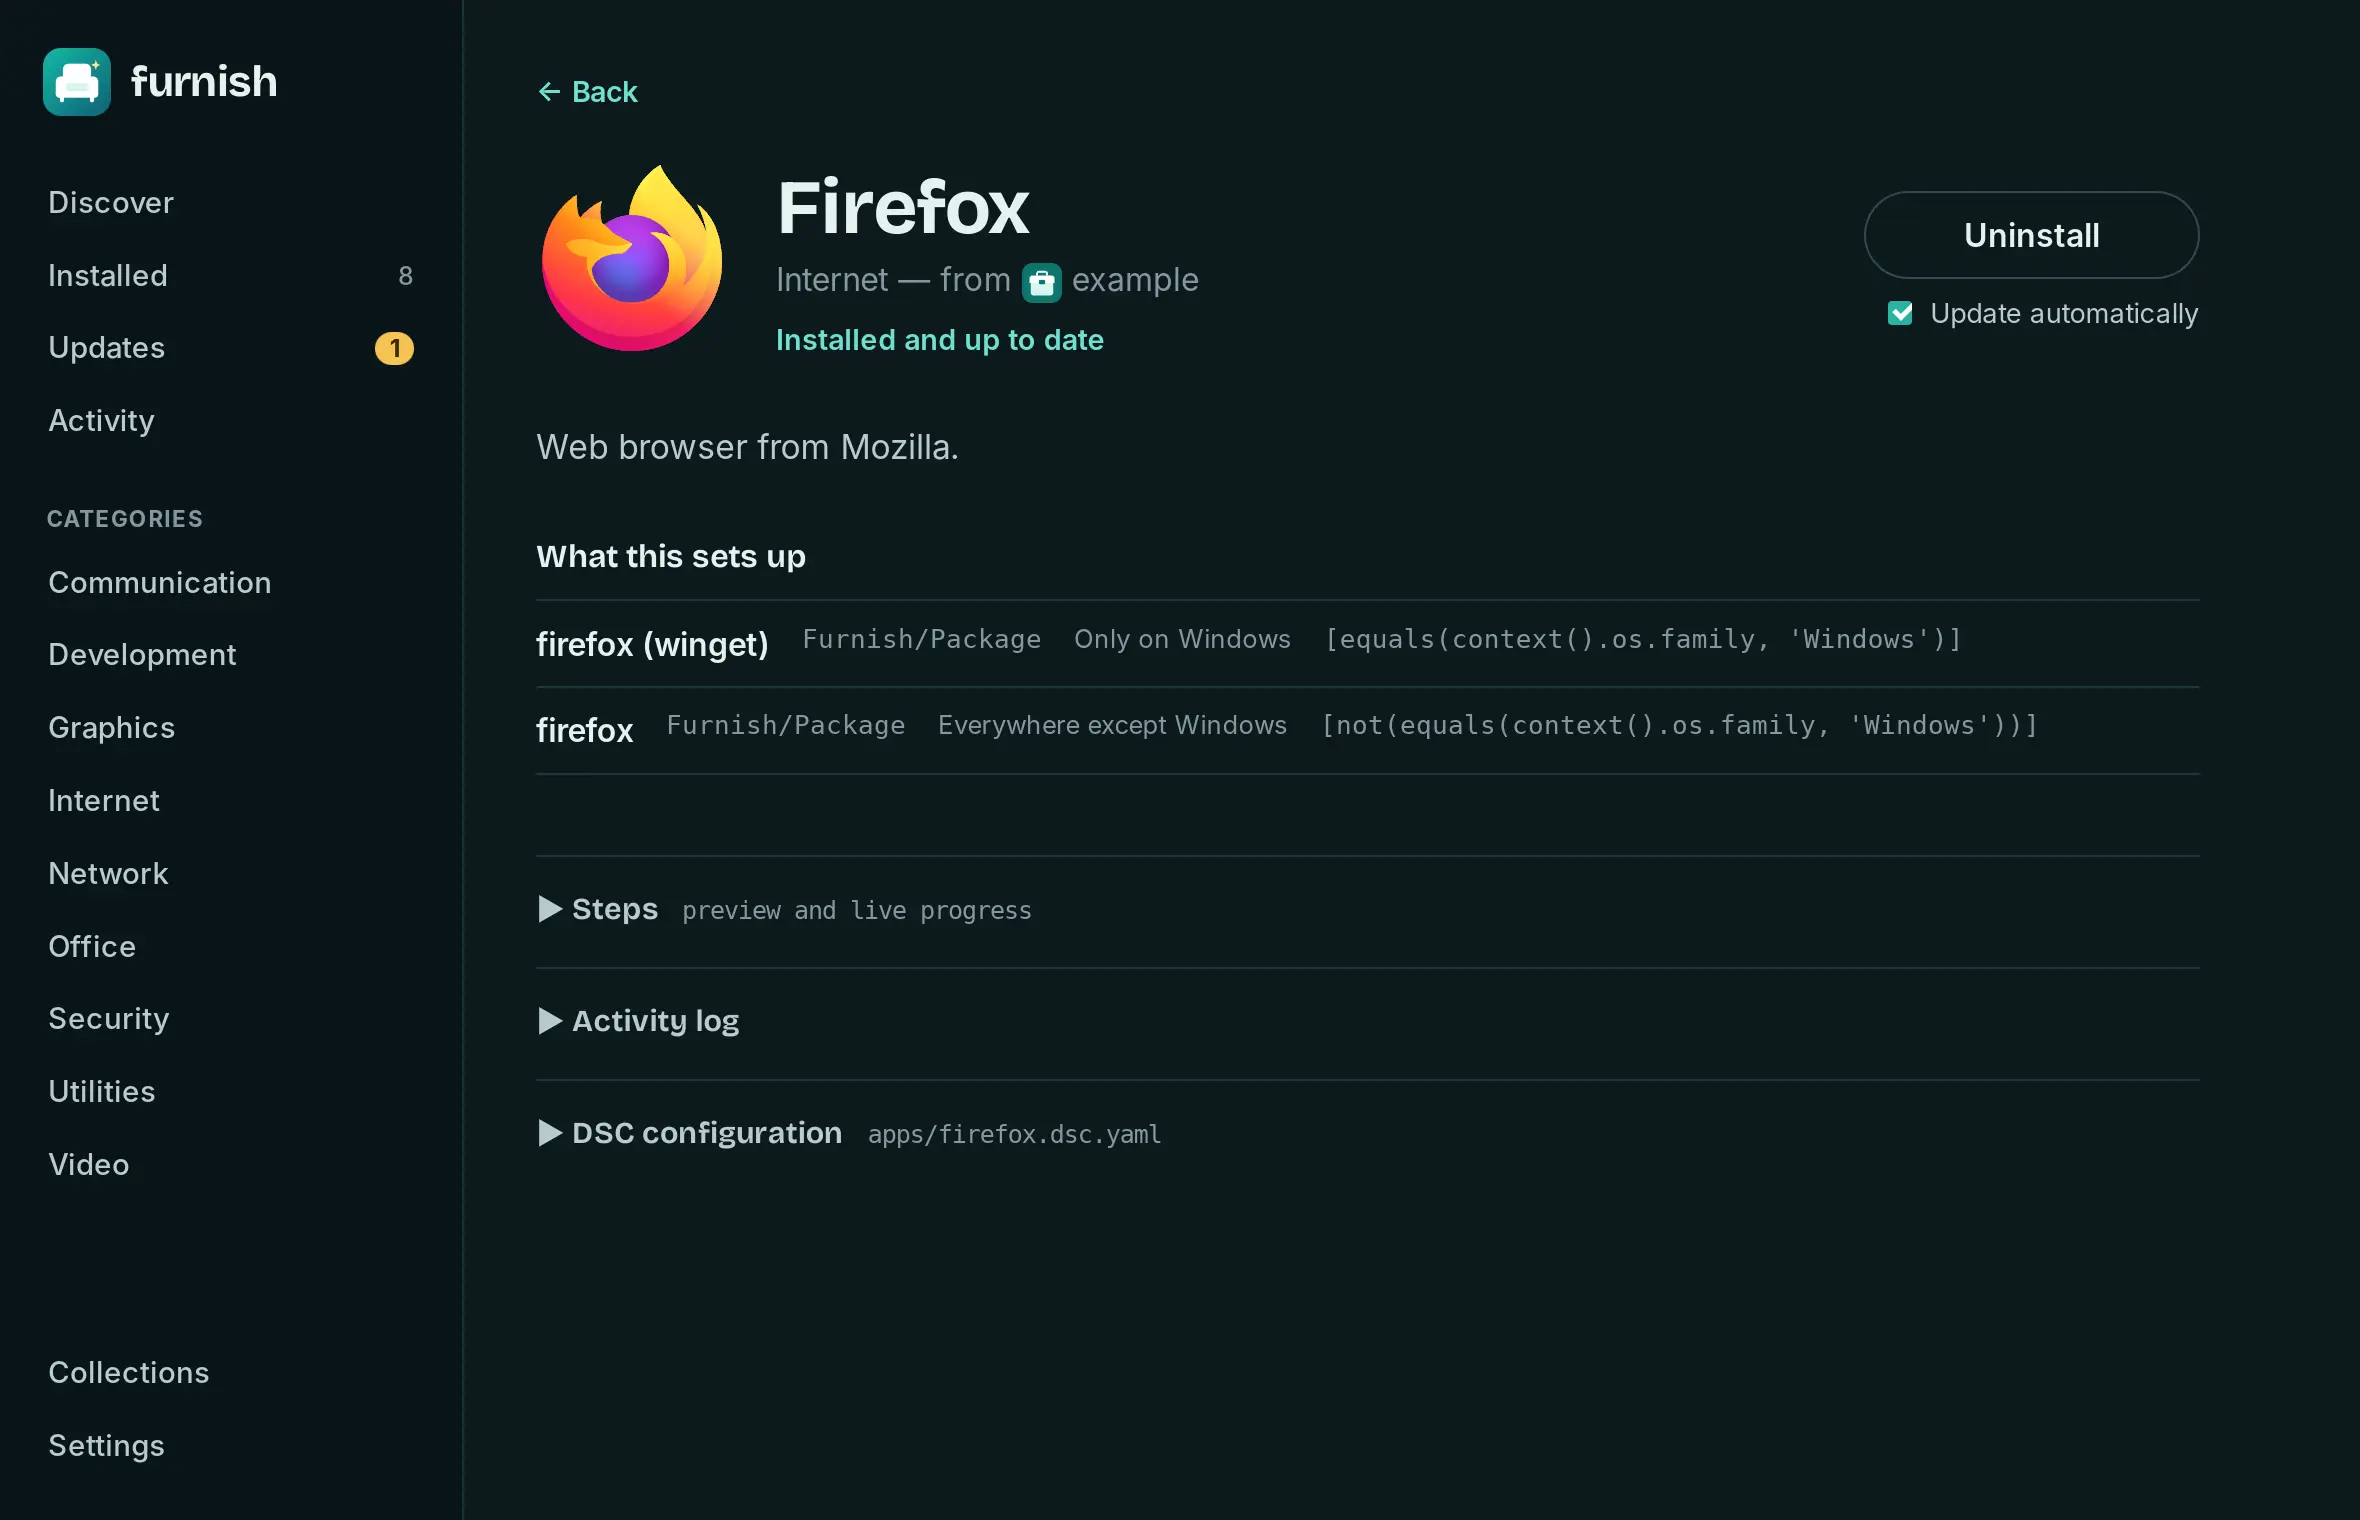 furnish
Discover
Installed 8
Updates 1
Activity
CATEGORIES
Communication
Development
Graphics
Internet
Network
Office
Security
Utilities
Video
Collections
Settings
← Back
Firefox
Internet — from example
Installed and up to date
Uninstall
Update automatically
Web browser from Mozilla.
What this sets up
firefox (winget) Furnish/Package Only on Windows [equals(context().os.family, 'Windows')]
firefox Furnish/Package Everywhere except Windows [not(equals(context().os.family, 'Windows'))]
▶ Steps preview and live progress
▶ Activity log
▶ DSC configuration apps/firefox.dsc.yaml